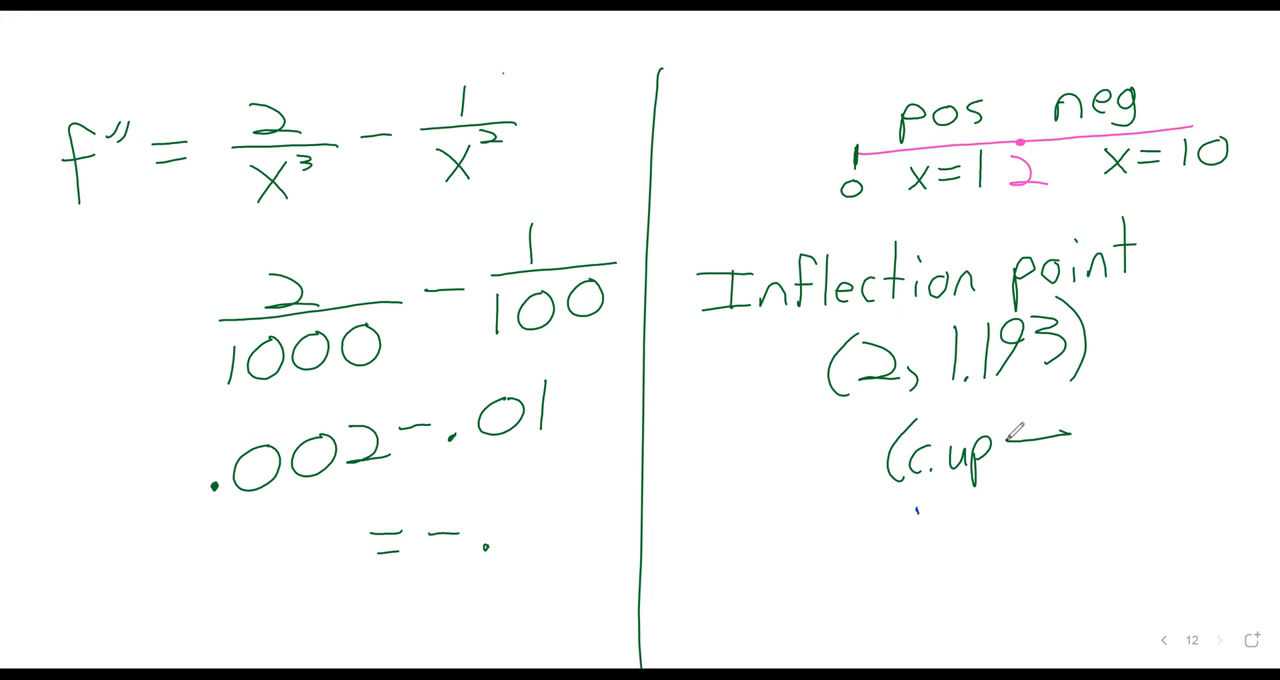 f'' = 2/x³ - 1/x²
2/1000 - 1/100
.002 - .01
= - .
pos neg
0 x=1 2 x=10
Inflection point
(2, 1.193)
(c. up
12